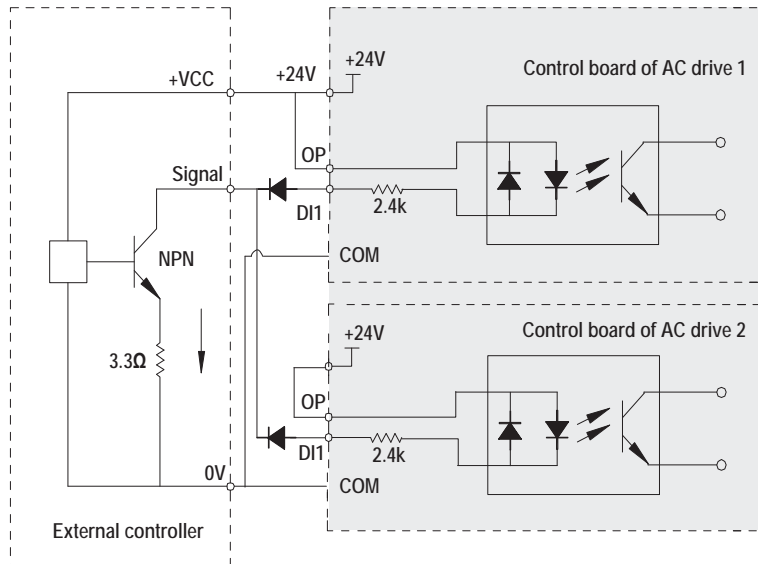 +24V
+VCC
+24V
Control board of AC drive 1
OP
Signal
DI1
2.4k
NPN
COM
+24V
Control board of AC drive 2
3.3Ω
OP
DI1
2.4k
0V
COM
External controller